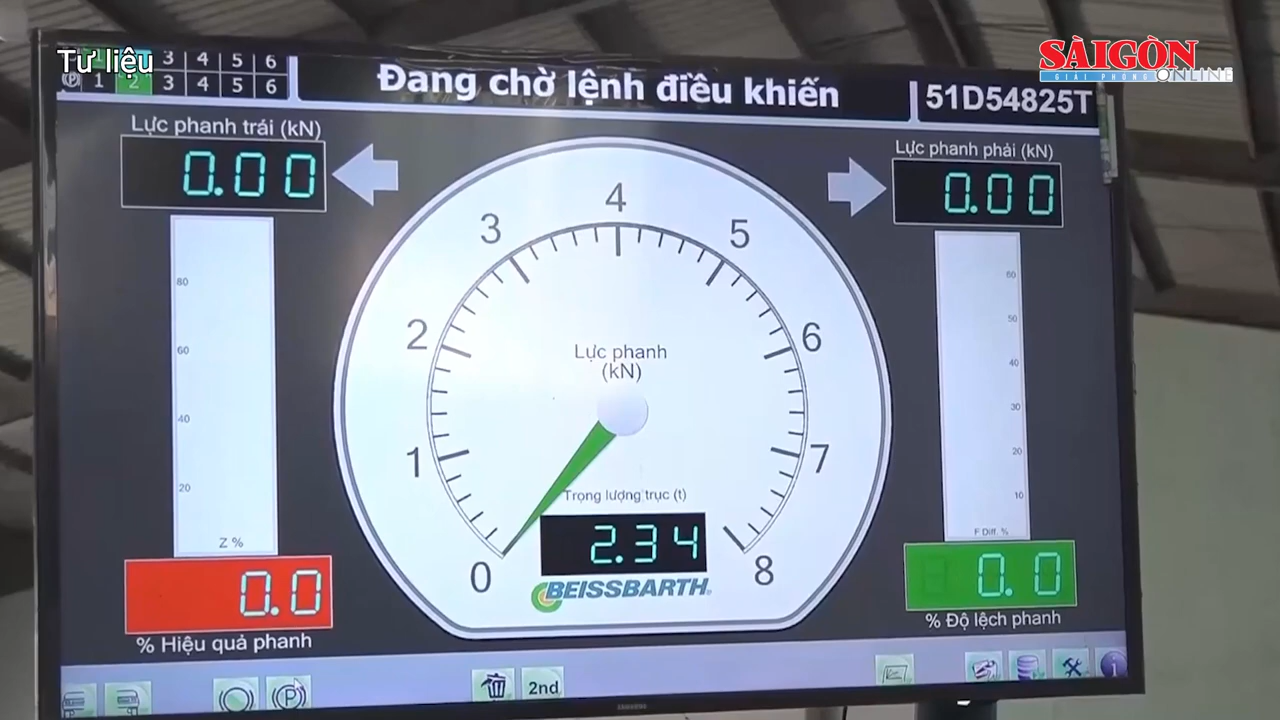 Tư liệu
SÀIGÒN
GIẢI PHÓNG ONLINE
3 4 5 6
1 2 3 4 5 6
Đang chờ lệnh điều khiến
51D54825T
Lực phanh trái (kN)
0.00
Lực phanh phải (kN)
0.00
0 1 2 3 4 5 6 7 8
Lực phanh
(kN)
Trọng lượng trục (t)
2.34
BEISSBARTH
80
60
40
20
Z %
60
50
40
30
20
10
F Diff. %
0.0
% Hiệu quả phanh
0.0
% Độ lệch phanh
P
2nd
i
SAMSUNG